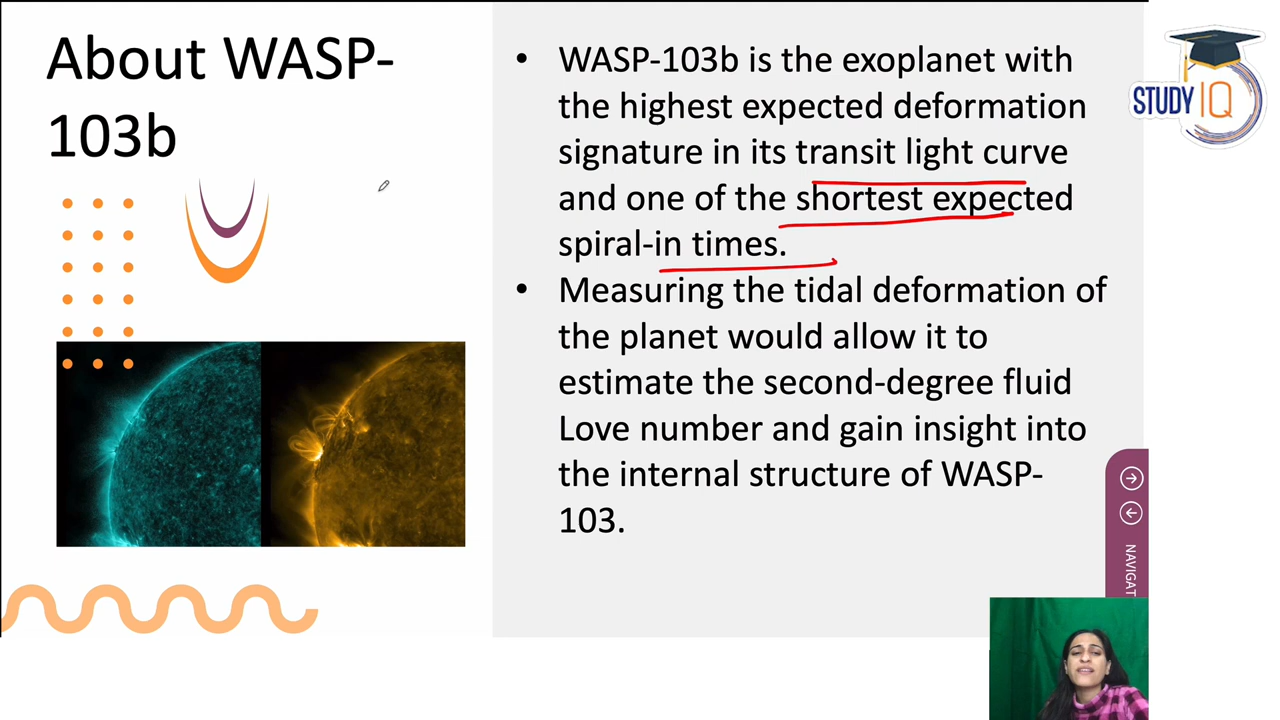 About WASP-
103b
• WASP-103b is the exoplanet with
the highest expected deformation
signature in its transit light curve
and one of the shortest expected
spiral-in times.
• Measuring the tidal deformation of
the planet would allow it to
estimate the second-degree fluid
Love number and gain insight into
the internal structure of WASP-
103.
STUDY IQ
NAVIGAT